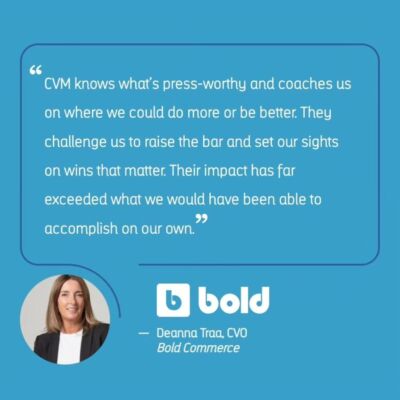 “CVM knows what's press-worthy and coaches us
on where we could do more or be better. They
challenge us to raise the bar and set our sights
on wins that matter. Their impact has far
exceeded what we would have been able to
accomplish on our own.”
b bold
— Deanna Traa, CVO
Bold Commerce